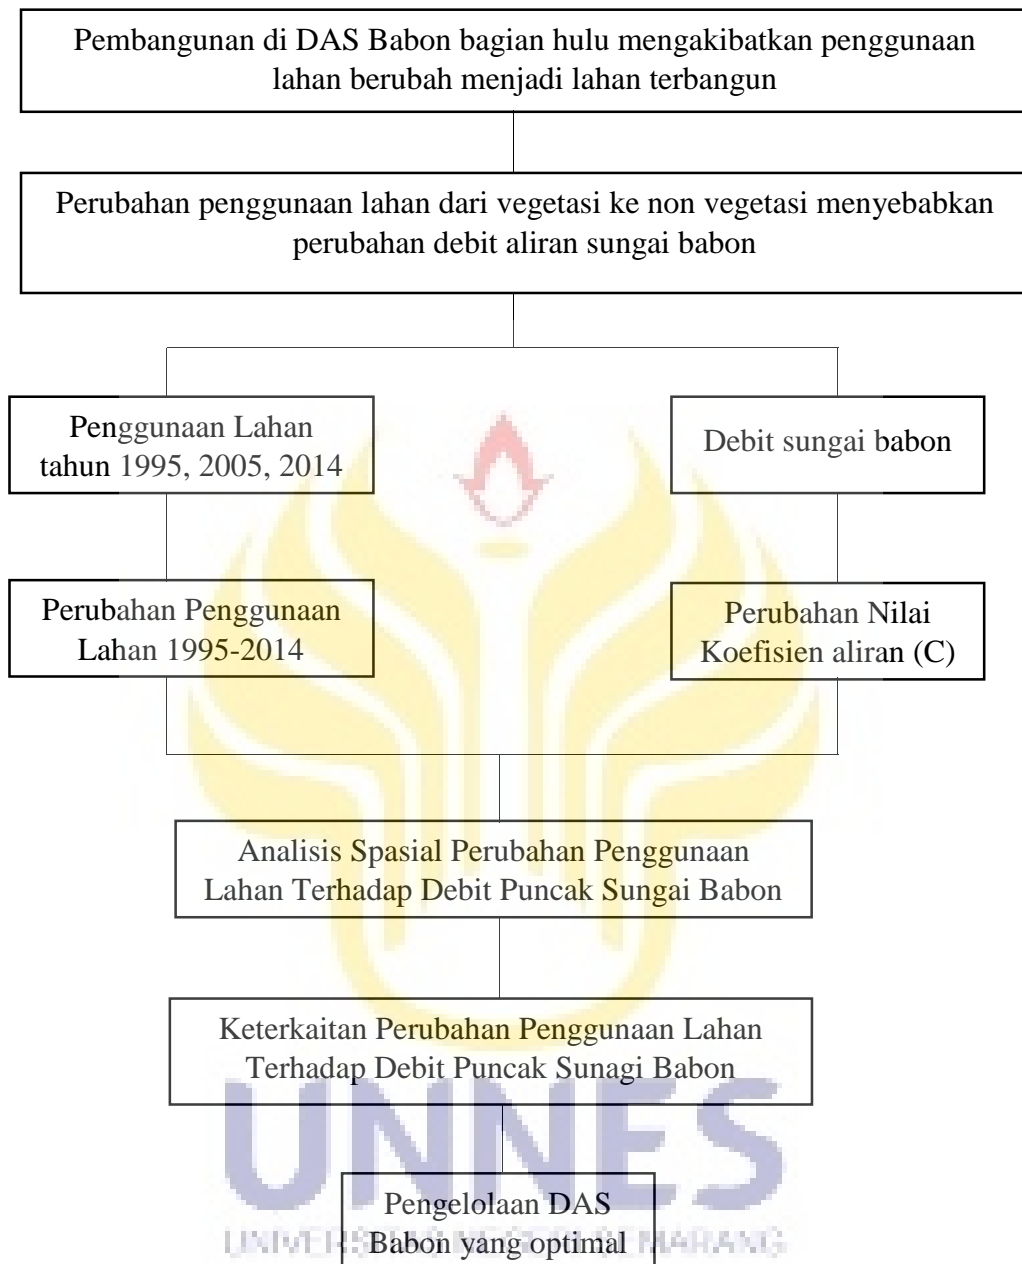 Pembangunan di DAS Babon bagian hulu mengakibatkan penggunaan
lahan berubah menjadi lahan terbangun
Perubahan penggunaan lahan dari vegetasi ke non vegetasi menyebabkan
perubahan debit aliran sungai babon
Penggunaan Lahan
tahun 1995, 2005, 2014
Debit sungai babon
Perubahan Penggunaan
Lahan 1995-2014
Perubahan Nilai
Koefisien aliran (C)
Analisis Spasial Perubahan Penggunaan
Lahan Terhadap Debit Puncak Sungai Babon
Keterkaitan Perubahan Penggunaan Lahan
Terhadap Debit Puncak Sunagi Babon
UNNES
Pengelolaan DAS
Babon yang optimal
UNIVERSITAS NEGERI SEMARANG